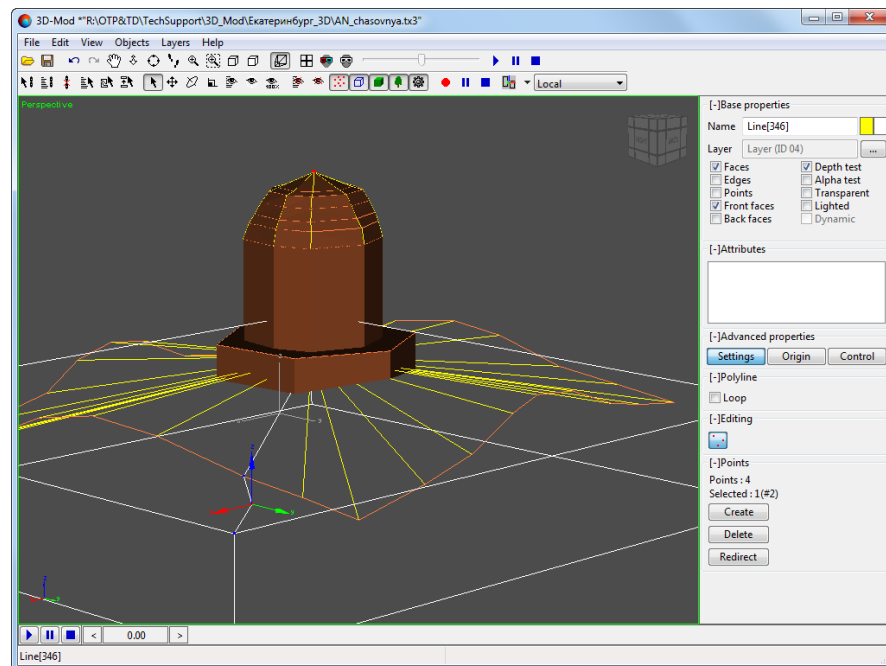 3D-Mod *"R:\OTP&TD\TechSupport\3D_Mod\Екатеринбург_3D\AN_chasovnya.tx3"
File Edit View Objects Layers Help
Local
Perspective
[-]Base properties
Name Line[346]
Layer Layer (ID 04) ...
Faces Depth test
Edges Alpha test
Points Transparent
Front faces Lighted
Back faces Dynamic
[-]Attributes
[-]Advanced properties
Settings Origin Control
[-]Polyline
Loop
[-]Editing
[-]Points
Points : 4
Selected : 1(#2)
Create
Delete
Redirect
< 0.00 >
Line[346]